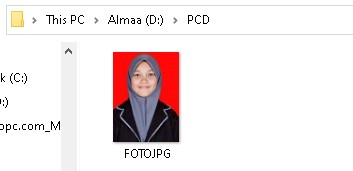 This PC > Almaa (D:) > PCD
k (C:)
D:)
opc.com_M
FOTOJPG